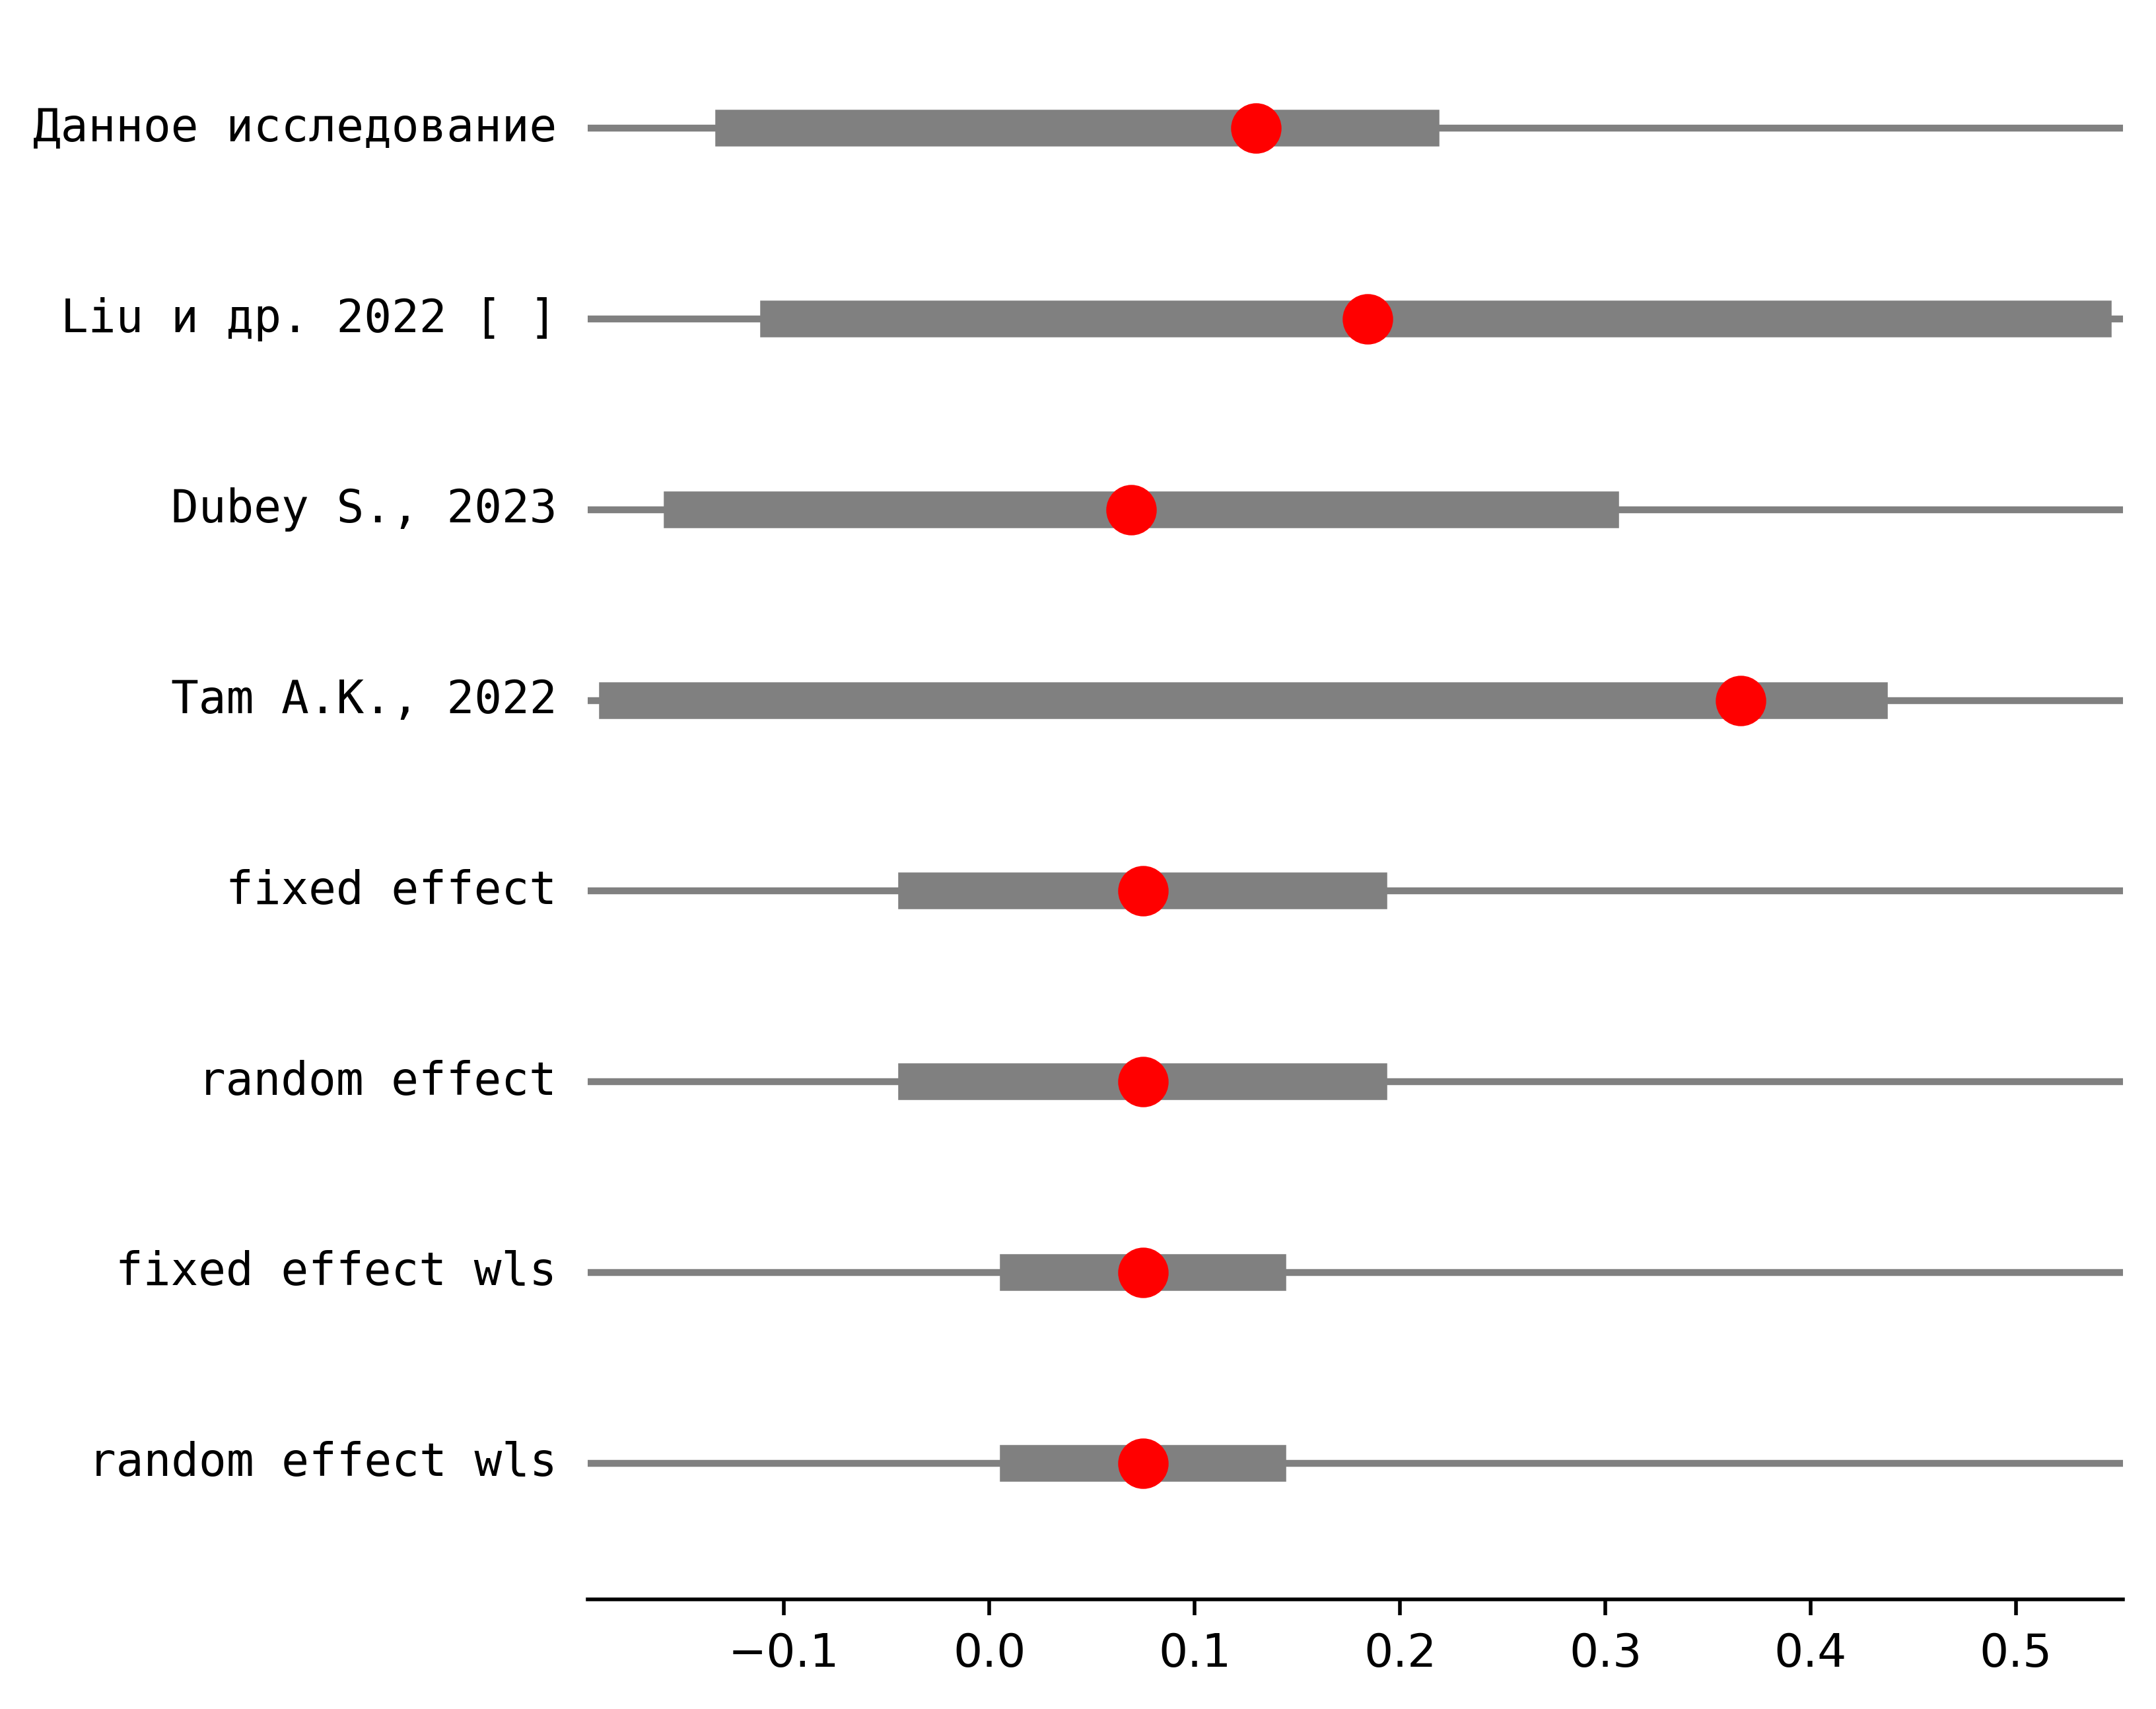 Данное исследование
Liu и др. 2022 [ ]
Dubey S., 2023
Tam A.K., 2022
fixed effect
random effect
fixed effect wls
random effect wls
−0.1 0.0 0.1 0.2 0.3 0.4 0.5